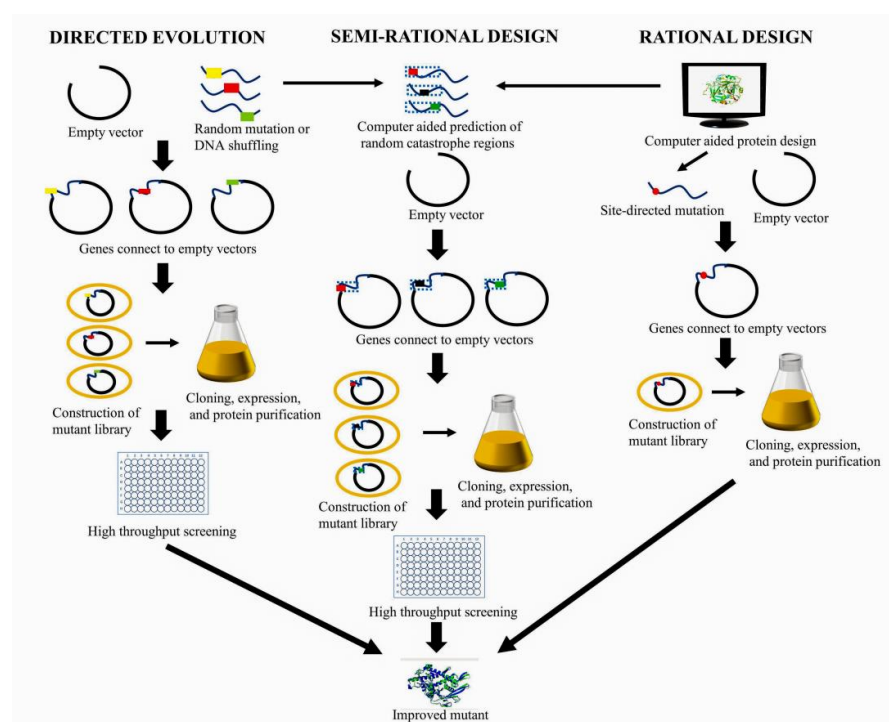 DIRECTED EVOLUTION
SEMI-RATIONAL DESIGN
RATIONAL DESIGN
Empty vector
Random mutation or
DNA shuffling
Computer aided prediction of
random catastrophe regions
Computer aided protein design
Empty vector
Site-directed mutation
Empty vector
Genes connect to empty vectors
Genes connect to empty vectors
Genes connect to empty vectors
Construction of
mutant library
Cloning, expression,
and protein purification
Construction of
mutant library
Cloning, expression,
and protein purification
Construction of
mutant library
Cloning, expression,
and protein purification
High throughput screening
High throughput screening
Improved mutant